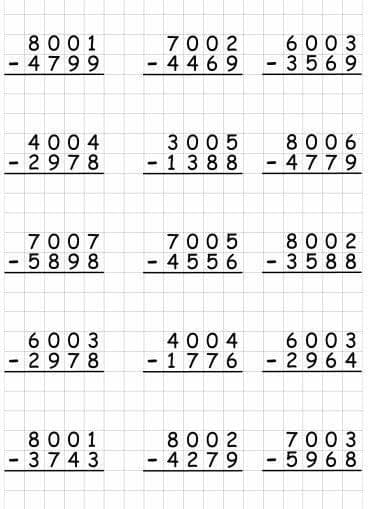 8001 7002 6003
- 4799 - 4469 - 3569
4004 3005 8006
- 2978 - 1388 - 4779
7007 7005 8002
- 5898 - 4556 - 3588
6003 4004 6003
- 2978 - 1776 - 2964
8001 8002 7003
- 3743 - 4279 - 5968